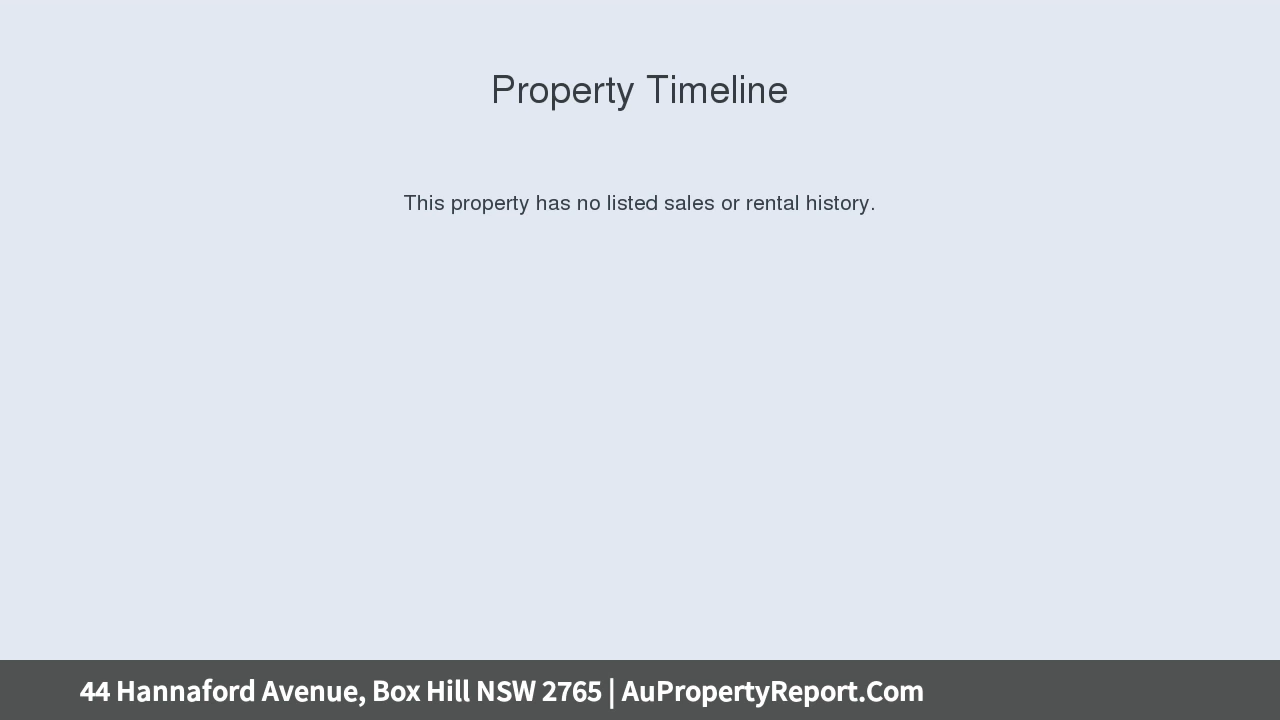 Property Timeline
This property has no listed sales or rental history.
44 Hannaford Avenue, Box Hill NSW 2765 | AuPropertyReport.Com